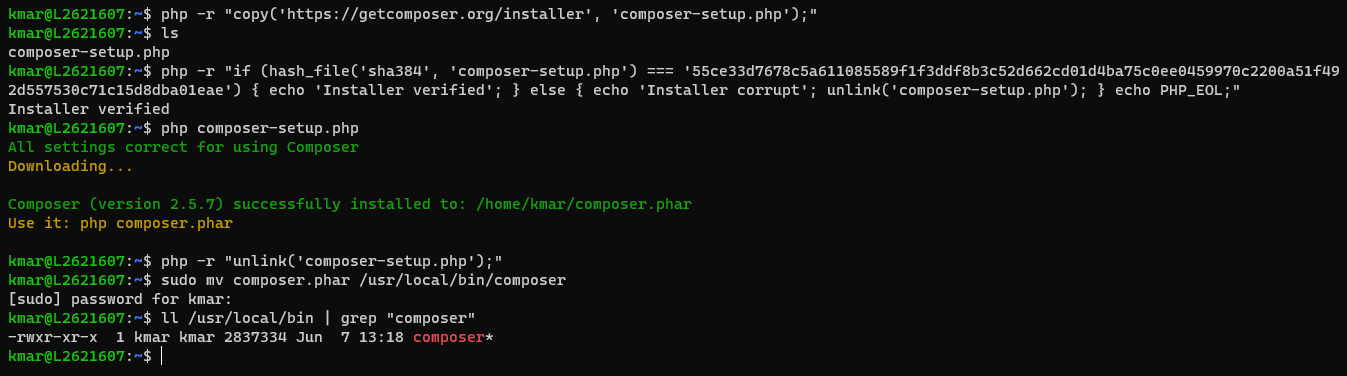 kmar@L2621607:~$ php -r "copy('https://getcomposer.org/installer', 'composer-setup.php');"
kmar@L2621607:~$ ls
composer-setup.php
kmar@L2621607:~$ php -r "if (hash_file('sha384', 'composer-setup.php') === '55ce33d7678c5a611085589f1f3ddf8b3c52d662cd01d4ba75c0ee0459970c2200a51f49
2d557530c71c15d8dba01eae') { echo 'Installer verified'; } else { echo 'Installer corrupt'; unlink('composer-setup.php'); } echo PHP_EOL;"
Installer verified
kmar@L2621607:~$ php composer-setup.php
All settings correct for using Composer
Downloading...
Composer (version 2.5.7) successfully installed to: /home/kmar/composer.phar
Use it: php composer.phar
kmar@L2621607:~$ php -r "unlink('composer-setup.php');"
kmar@L2621607:~$ sudo mv composer.phar /usr/local/bin/composer
[sudo] password for kmar:
kmar@L2621607:~$ ll /usr/local/bin | grep "composer"
-rwxr-xr-x  1 kmar kmar 2837334 Jun  7 13:18 composer*
kmar@L2621607:~$